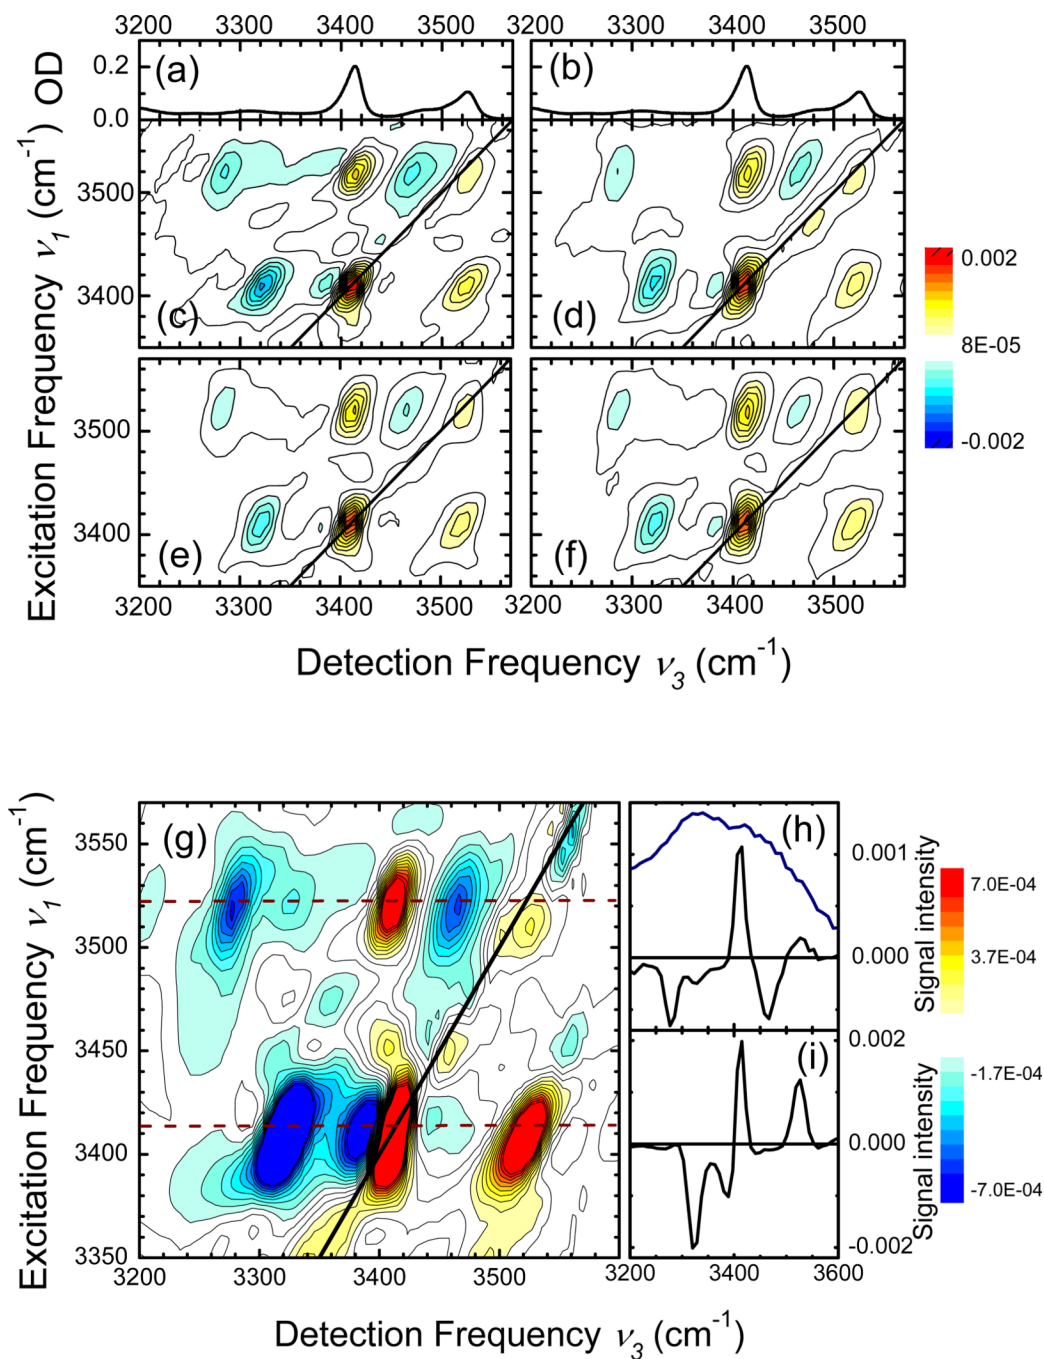 3200 3300 3400 3500 3200 3300 3400 3500
OD
0.2
0.0
(a) (b)
Excitation Frequency ν1 (cm-1)
3500
3400
(c) (d)
0.002
8E-05
-0.002
3500
3400
(e) (f)
3200 3300 3400 3500 3200 3300 3400 3500
Detection Frequency ν3 (cm-1)
Excitation Frequency ν1 (cm-1)
3550
3500
3450
3400
3350
(g)
3200 3300 3400 3500
Detection Frequency ν3 (cm-1)
(h)
0.001
0.000
Signal intensity
(i)
0.002
0.000
-0.002
Signal intensity
3200 3400 3600
7.0E-04
3.7E-04
-1.7E-04
-7.0E-04